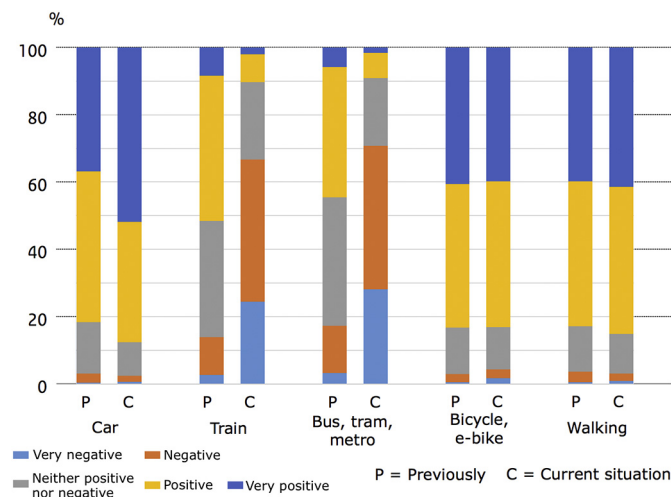 %
100
80
60
40
20
0
P C P C P C P C P C
Car Train Bus, tram, metro Bicycle, e-bike Walking
Very negative Negative
Neither positive nor negative Positive Very positive
P = Previously C = Current situation